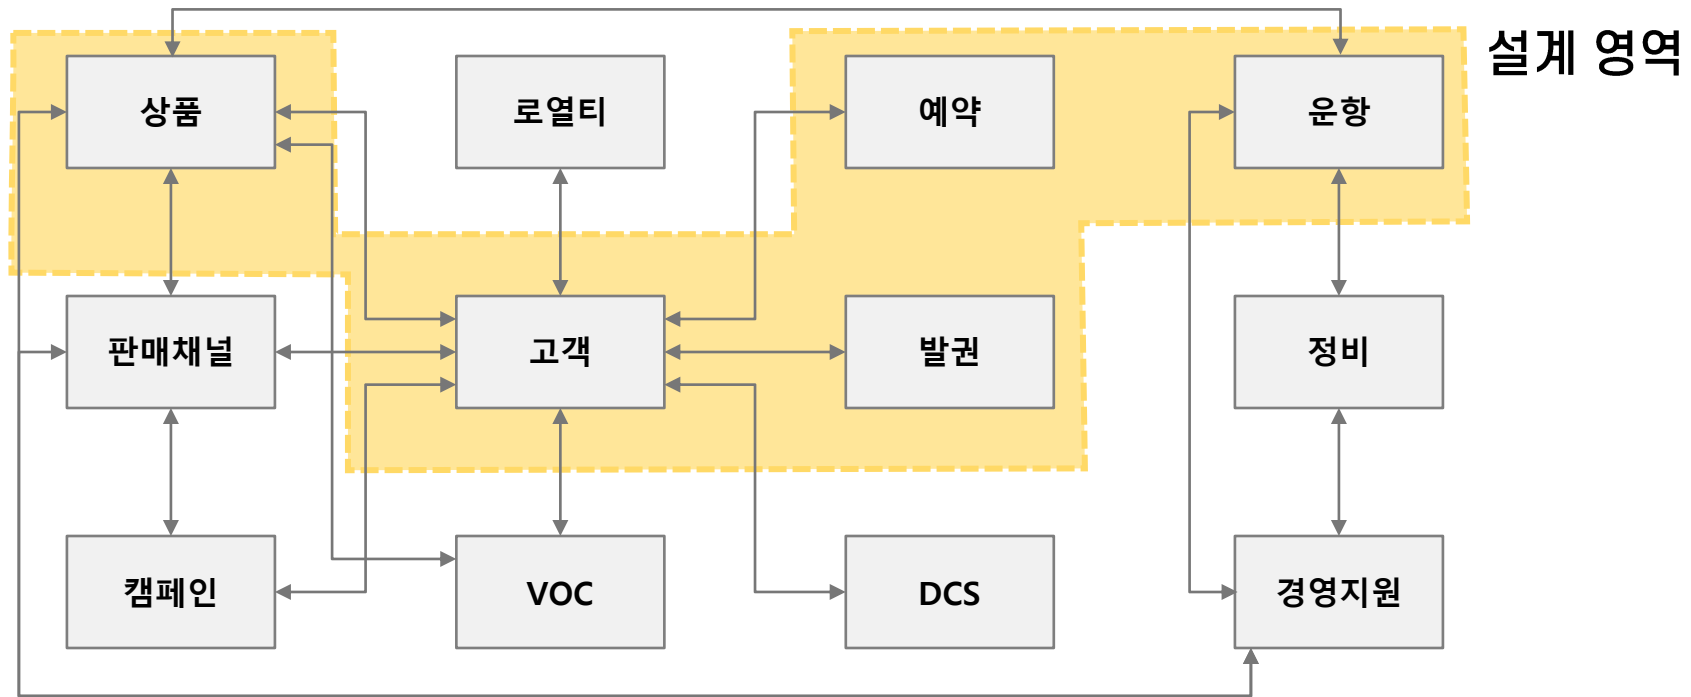 설계 영역
상품
로열티
예약
운항
판매채널
고객
발권
정비
캠페인
VOC
DCS
경영지원